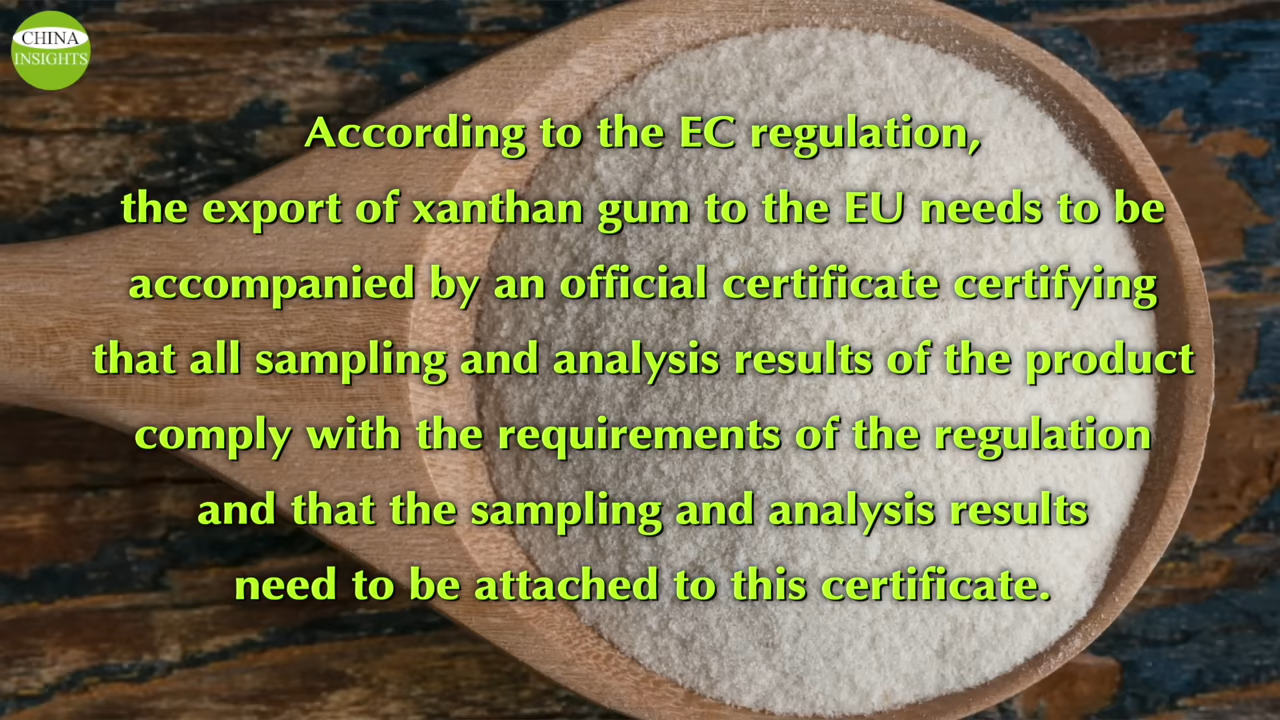 CHINA
INSIGHTS
According to the EC regulation,
the export of xanthan gum to the EU needs to be
accompanied by an official certificate certifying
that all sampling and analysis results of the product
comply with the requirements of the regulation
and that the sampling and analysis results
need to be attached to this certificate.